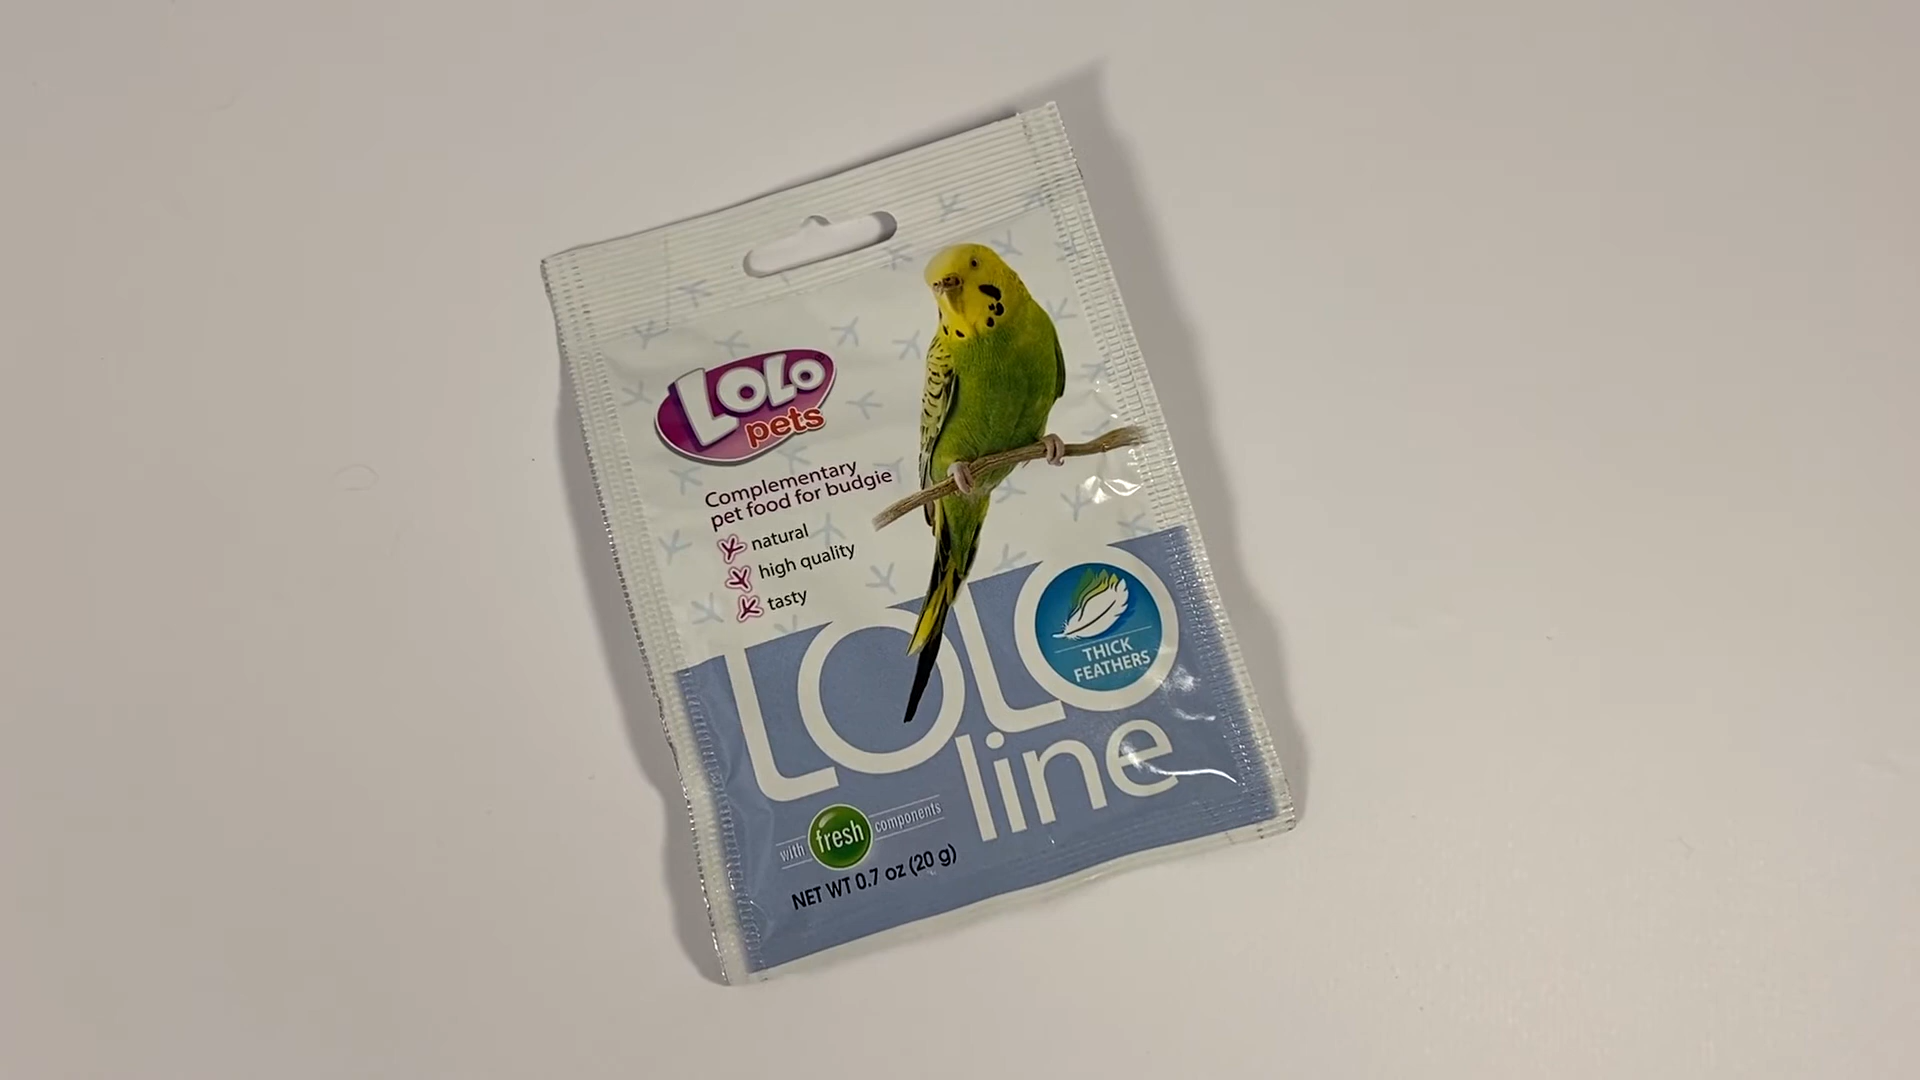 LOLO
pets
Complementary
pet food for budgie
natural
high quality
tasty
LOLO
line
THICK
FEATHERS
with fresh components
NET WT 0.7 oz (20 g)